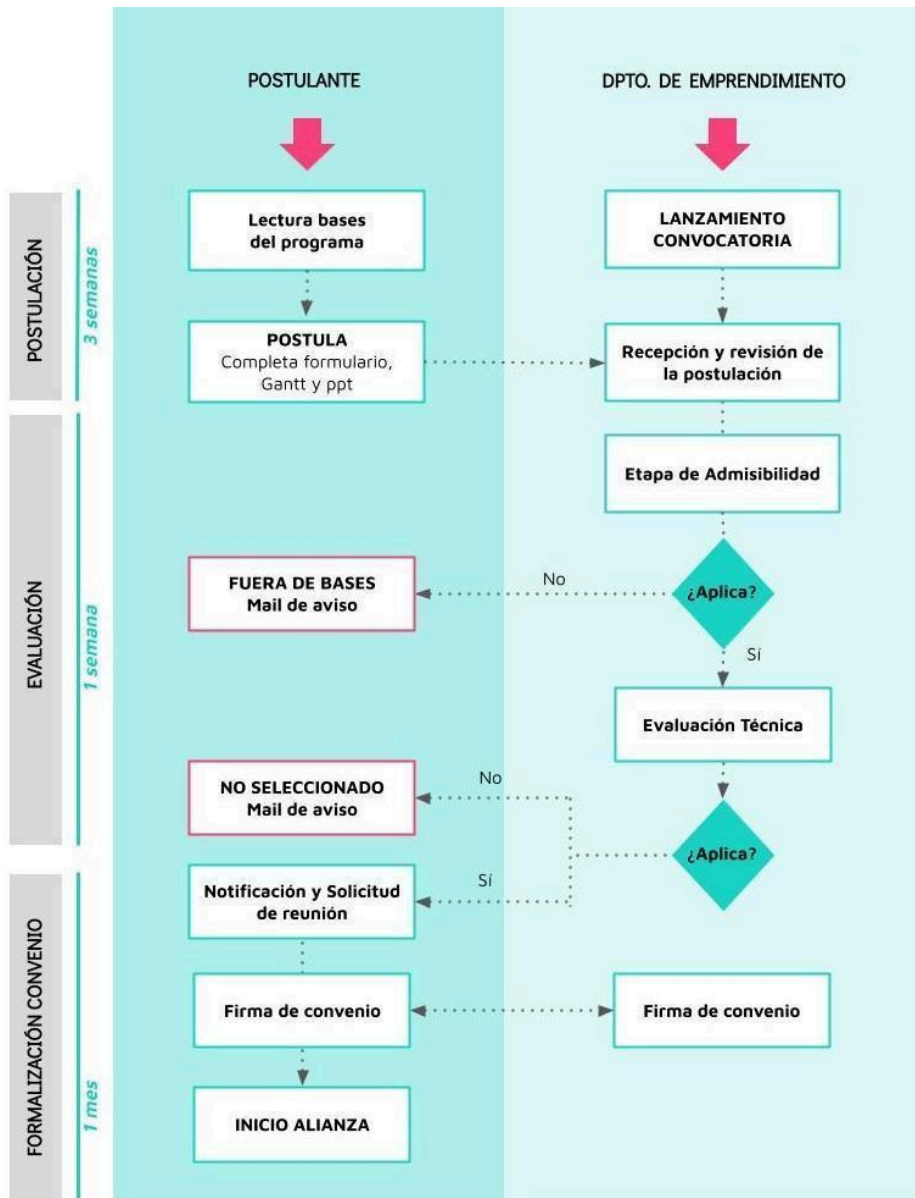 POSTULANTE
DPTO. DE EMPRENDIMIENTO
POSTULACIÓN
3 semanas
Lectura bases
del programa
LANZAMIENTO
CONVOCATORIA
POSTULA
Completa formulario,
Gantt y ppt
Recepción y revisión de
la postulación
EVALUACIÓN
1 semana
Etapa de Admisibilidad
FUERA DE BASES
Mail de aviso
No
¿Aplica?
Sí
Evaluación Técnica
NO SELECCIONADO
Mail de aviso
No
¿Aplica?
Sí
FORMALIZACIÓN CONVENIO
1 mes
Notificación y Solicitud
de reunión
Firma de convenio
Firma de convenio
INICIO ALIANZA